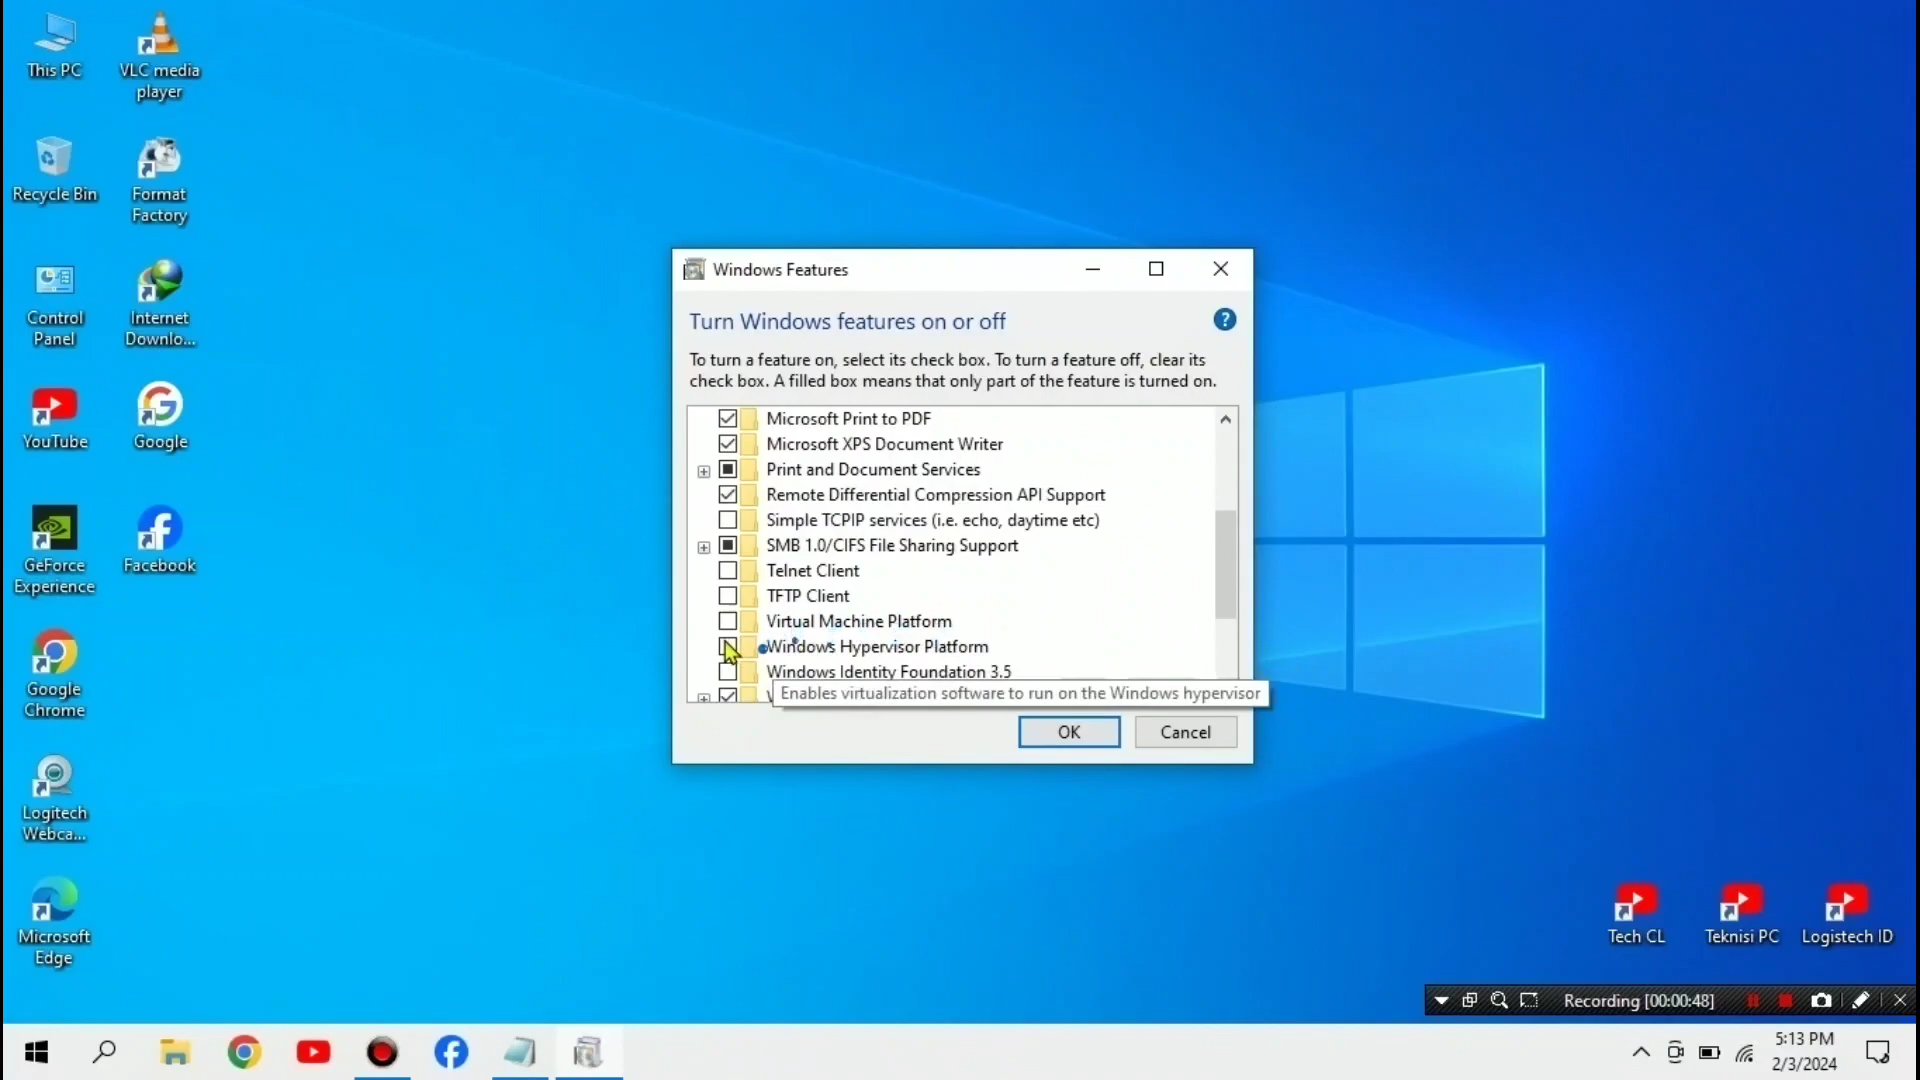 This PC
VLC media
player
Recycle Bin
Format
Factory
Control
Panel
Internet
Downlo...
YouTube
Google
GeForce
Experience
Facebook
Google
Chrome
Logitech
Webca...
Microsoft
Edge
Windows Features
Turn Windows features on or off
?
To turn a feature on, select its check box. To turn a feature off, clear its
check box. A filled box means that only part of the feature is turned on.
Microsoft Print to PDF
Microsoft XPS Document Writer
Print and Document Services
Remote Differential Compression API Support
Simple TCPIP services (i.e. echo, daytime etc)
SMB 1.0/CIFS File Sharing Support
Telnet Client
TFTP Client
Virtual Machine Platform
Windows Hypervisor Platform
Windows Identity Foundation 3.5
Enables virtualization software to run on the Windows hypervisor
OK
Cancel
Tech CL
Teknisi PC
Logistech ID
Recording [00:00:48]
5:13 PM
2/3/2024